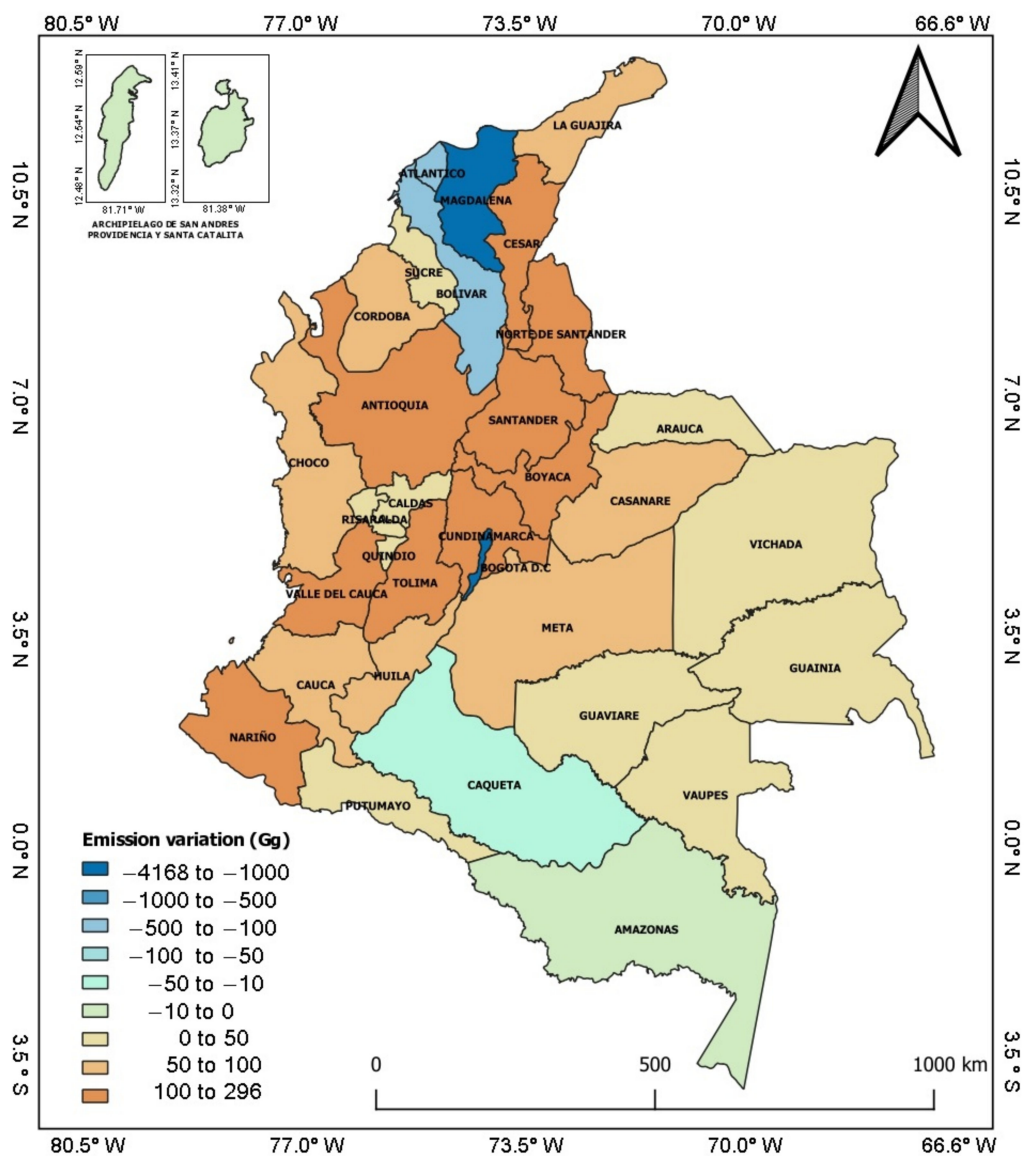 80.5° W 77.0° W 73.5° W 70.0° W 66.6° W
12.59° N
12.54° N
12.48° N
13.41° N
13.37° N
13.32° N
81.71° W 81.38° W
ARCHIPIELAGO DE SAN ANDRES
PROVIDENCIA Y SANTA CATALITA
10.5° N
7.0° N
3.5° N
0.0° N
3.5° S
10.5° N
7.0° N
3.5° N
0.0° N
3.5° S
LA GUAJIRA
ATLANTICO
MAGDALENA
CESAR
SUCRE
BOLIVAR
CORDOBA
NORTE DE SANTANDER
ANTIOQUIA
SANTANDER
ARAUCA
CHOCO
BOYACA
CASANARE
CALDAS
RISARALDA
CUNDINAMARCA
VICHADA
QUINDIO
BOGOTA D.C
TOLIMA
VALLE DEL CAUCA
META
GUAINIA
HUILA
CAUCA
GUAVIARE
NARIÑO
CAQUETA
VAUPES
PUTUMAYO
AMAZONAS
Emission variation (Gg)
−4168 to −1000
−1000 to −500
−500 to −100
−100 to −50
−50 to −10
−10 to 0
0 to 50
50 to 100
100 to 296
0 500 1000 km
80.5° W 77.0° W 73.5° W 70.0° W 66.6° W